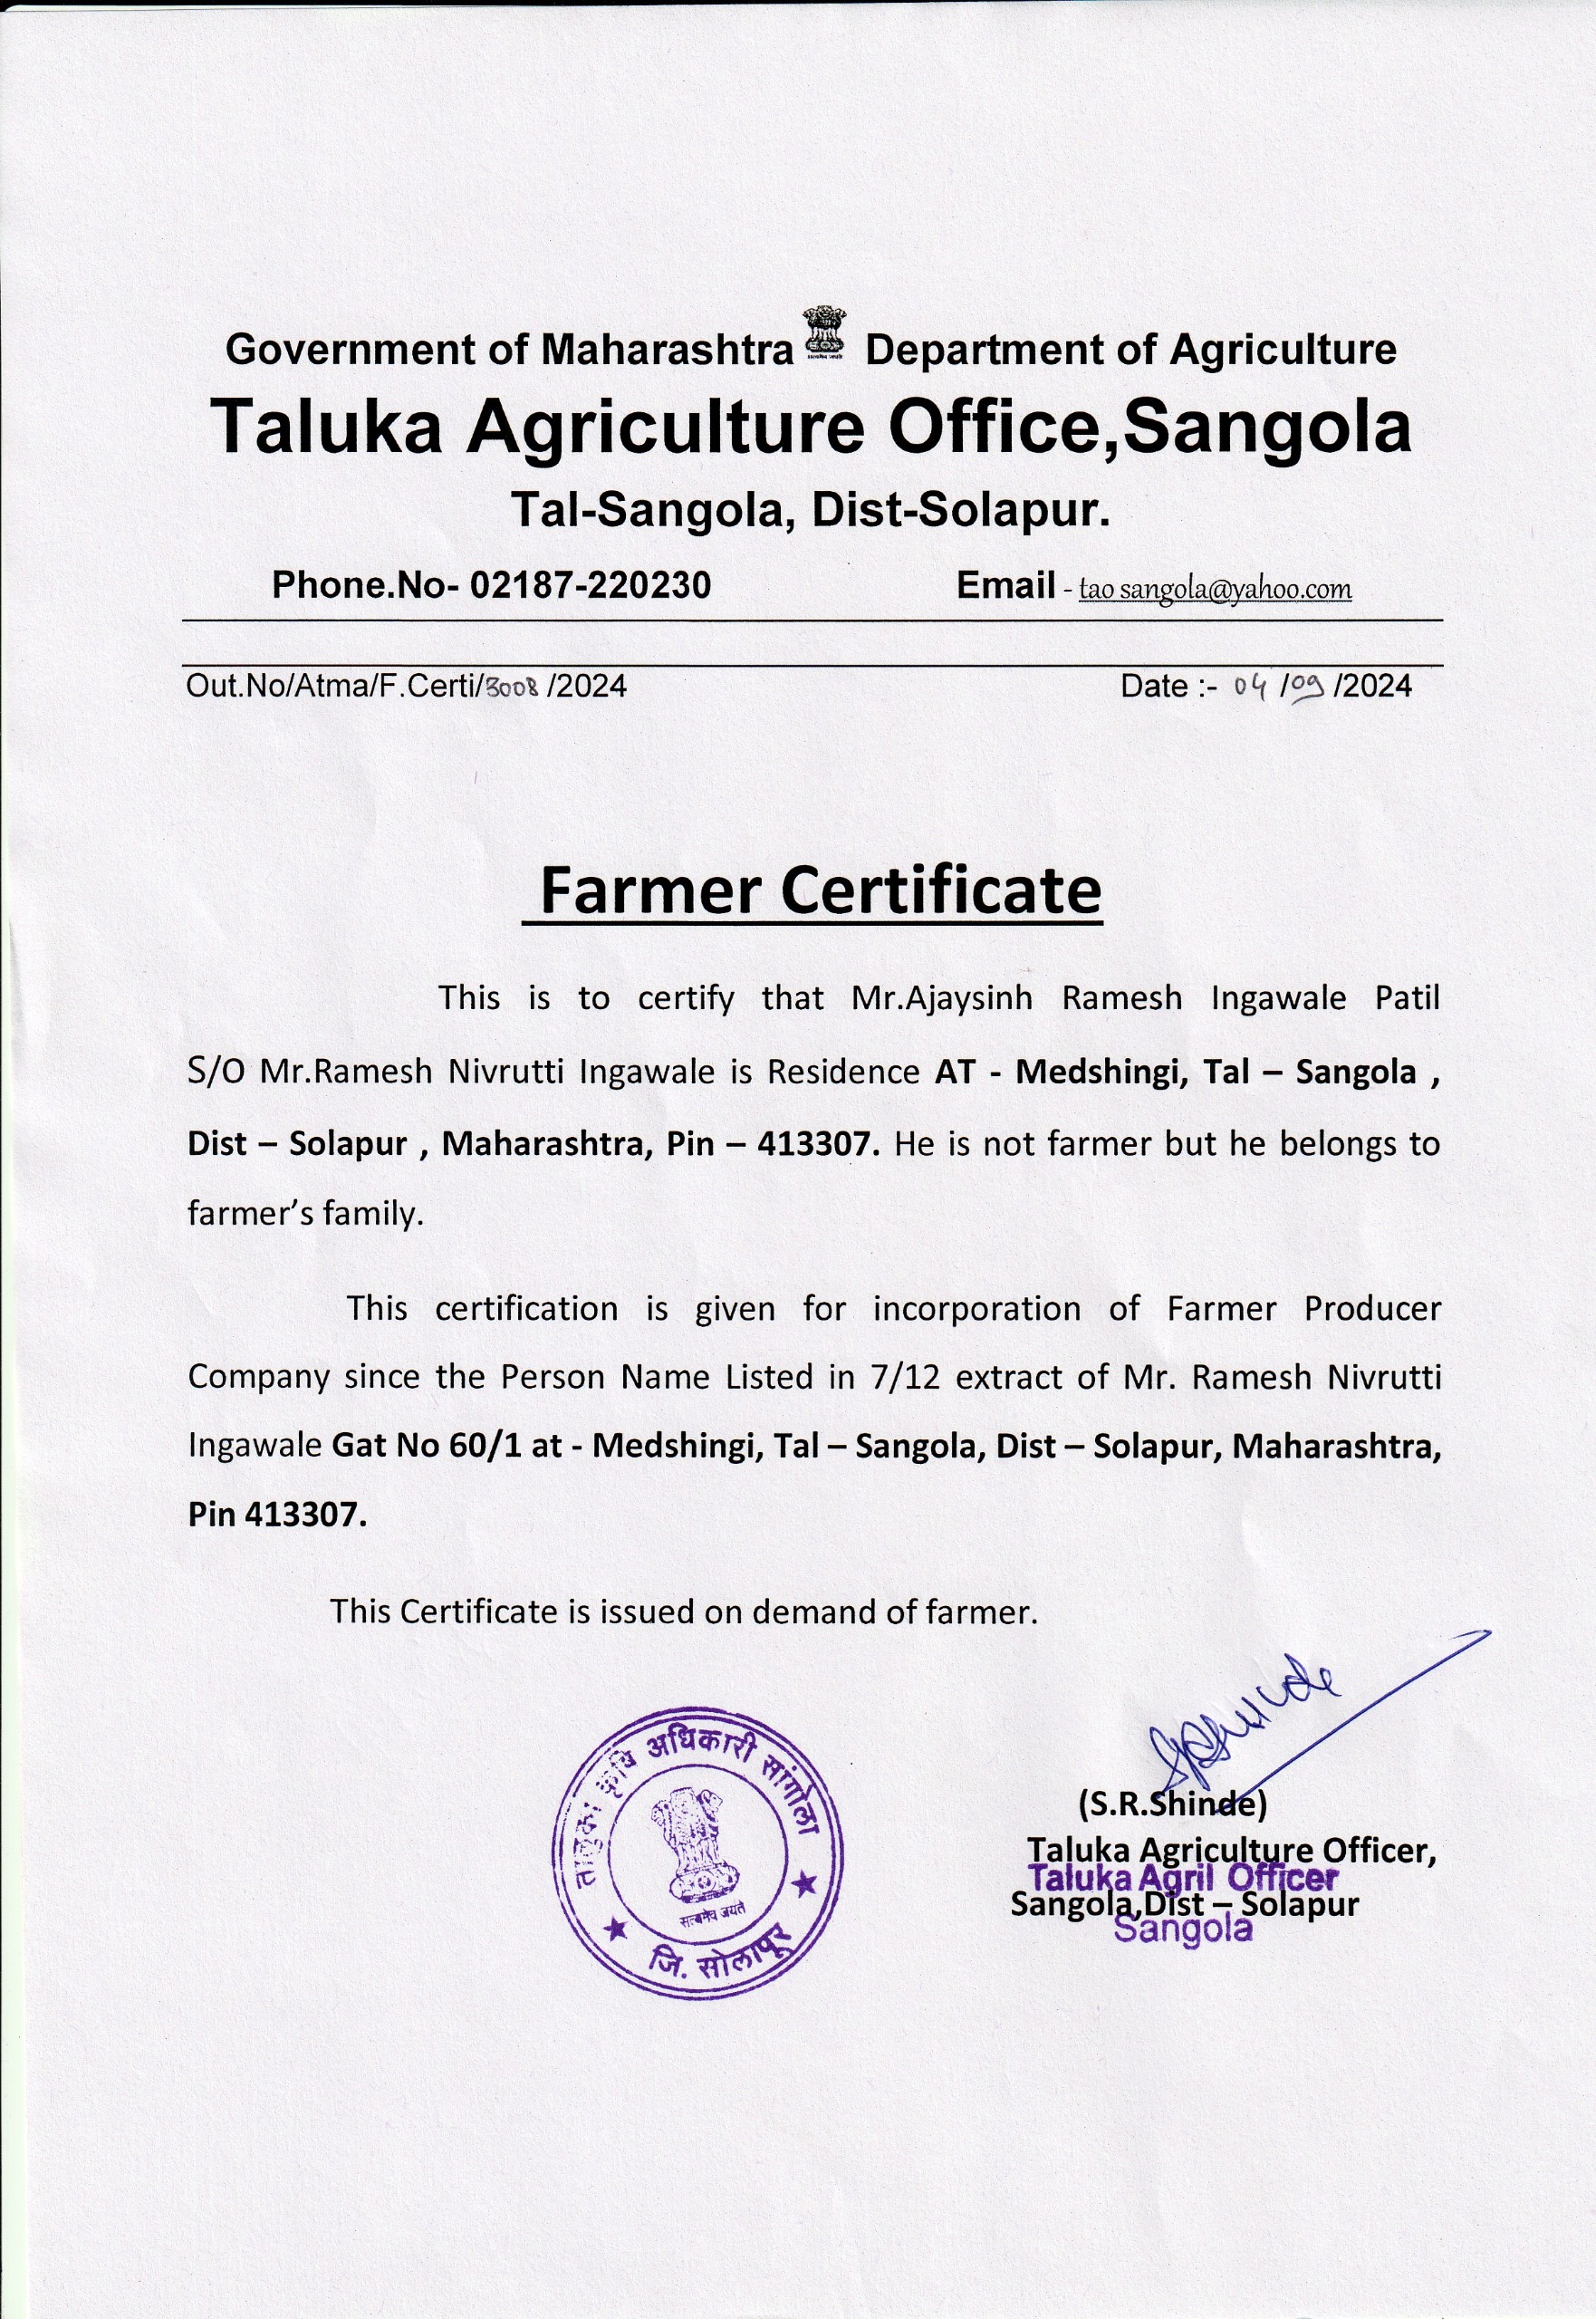 Government of Maharashtra Department of Agriculture
Taluka Agriculture Office,Sangola
Tal-Sangola, Dist-Solapur.
Phone.No- 02187-220230 Email - tao sangola@yahoo.com
Out.No/Atma/F.Certi/3008 /2024 Date :- 04 /09 /2024
Farmer Certificate
This is to certify that Mr.Ajaysinh Ramesh Ingawale Patil
S/O Mr.Ramesh Nivrutti Ingawale is Residence AT - Medshingi, Tal – Sangola ,
Dist – Solapur , Maharashtra, Pin – 413307. He is not farmer but he belongs to
farmer’s family.
This certification is given for incorporation of Farmer Producer
Company since the Person Name Listed in 7/12 extract of Mr. Ramesh Nivrutti
Ingawale Gat No 60/1 at - Medshingi, Tal – Sangola, Dist – Solapur, Maharashtra,
Pin 413307.
This Certificate is issued on demand of farmer.
तालुका कृषि अधिकारी सांगोला
सत्यमेव जयते
जि. सोलापूर
SRShinde
(S.R.Shinde)
Taluka Agriculture Officer,
Taluka Agril Officer
Sangola,Dist – Solapur
Sangola